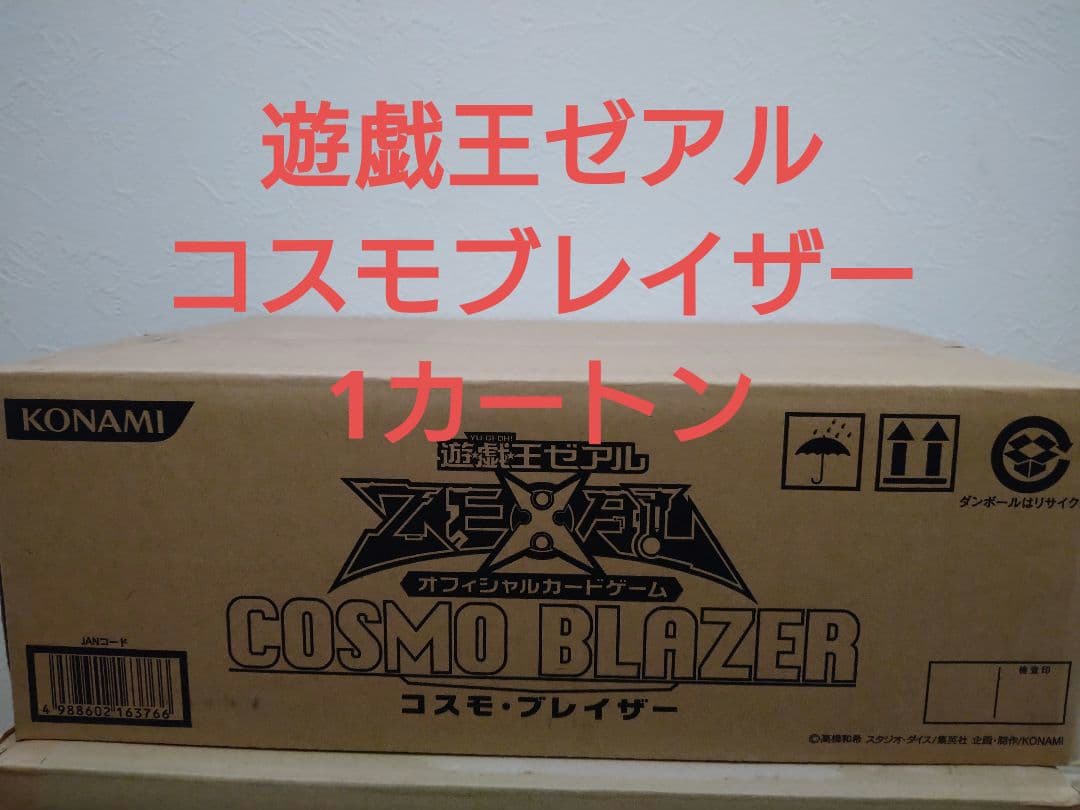 遊戯王ゼアル
コスモブレイザー
1カートン
KONAMI
YU-GI-OH!
遊☆戯☆王ゼアル
ZEXAL
オフィシャルカードゲーム
COSMO BLAZER
コスモ・ブレイザー
ダンボールはリサイク
JANコード
4 988602 163766
検査印
©高橋和希 スタジオ・ダイス/集英社 企画・制作/KONAMI